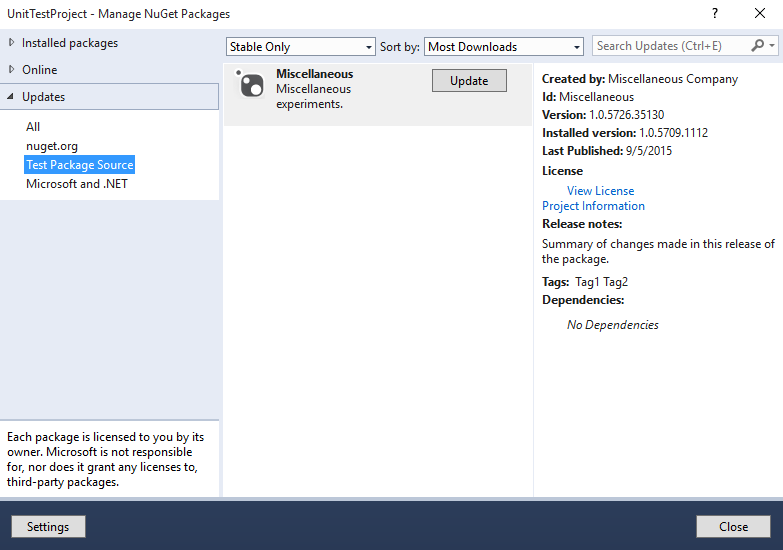 UnitTestProject - Manage NuGet Packages
?
Installed packages
Online
Updates
All
nuget.org
Test Package Source
Microsoft and .NET
Each package is licensed to you by its
owner. Microsoft is not responsible
for, nor does it grant any licenses to,
third-party packages.
Stable Only
Sort by:
Most Downloads
Search Updates (Ctrl+E)
Miscellaneous
Miscellaneous
experiments.
Update
Created by: Miscellaneous Company
Id: Miscellaneous
Version: 1.0.5726.35130
Installed version: 1.0.5709.1112
Last Published: 9/5/2015
License
View License
Project Information
Release notes:
Summary of changes made in this release of
the package.
Tags: Tag1 Tag2
Dependencies:
No Dependencies
Settings
Close